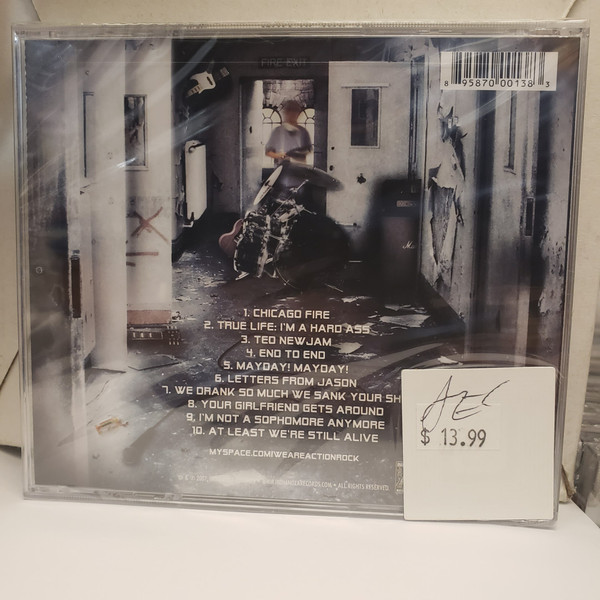 FIRE EXIT
8 95870 00138 3
1. CHICAGO FIRE
2. TRUE LIFE: I'M A HARD ASS
3. TED NEWJAM
4. END TO END
5. MAYDAY! MAYDAY!
6. LETTERS FROM JASON
7. WE DRANK SO MUCH WE SANK YOUR SH
8. YOUR GIRLFRIEND GETS AROUND
9. I'M NOT A SOPHOMORE ANYMORE
10. AT LEAST WE'RE STILL ALIVE
MYSPACE.COM/WEAREACTIONROCK
ALL RIGHTS RESERVED.
$ 13.99